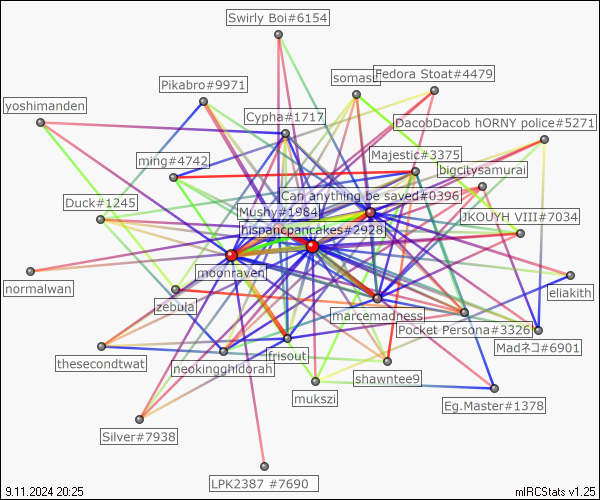 Swirly Boi#6154
somast
Fedora Stoat#4479
Pikabro#9971
yoshimanden
Cypha#1717
DacobDacob hORNY police#5271
ming#4742
Majestic#3375
bigcitysamurai
Can anything be saved#0396
Duck#1245
Mushy#1984
JKOUYH VIII#7034
hispancpancakes#2928
moonraven
normalwan
zebula
eliakith
marcemadness
Pocket Persona#3326
Madネコ#6901
thesecondtwat
neokingghidorah
frisout
shawntee9
mukszi
Eg.Master#1378
Silver#7938
LPK2387 #7690
9.11.2024 20:25
mIRCStats v1.25